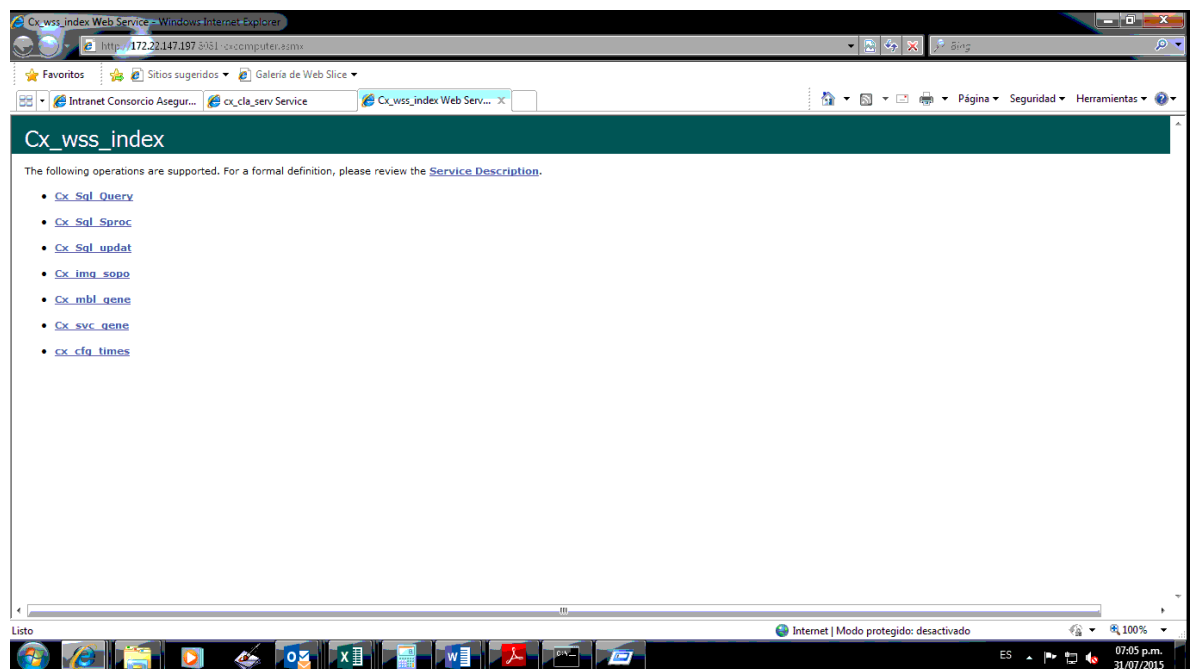 Cx_wss_index Web Service - Windows Internet Explorer
http://172.22.147.197 cxcomputer.asmx
Bing
Favoritos Sitios sugeridos Galería de Web Slice
Intranet Consorcio Asegur... cx_cla_serv Service Cx_wss_index Web Serv... Página Seguridad Herramientas
Cx_wss_index
The following operations are supported. For a formal definition, please review the Service Description.
Cx_Sql_Query
Cx_Sql_Sproc
Cx_Sql_updat
Cx_img_sopo
Cx_mbl_gene
Cx_svc_gene
cx_cfg_times
Listo Internet | Modo protegido: desactivado 100%
ES 07:05 p.m.
31/07/2015